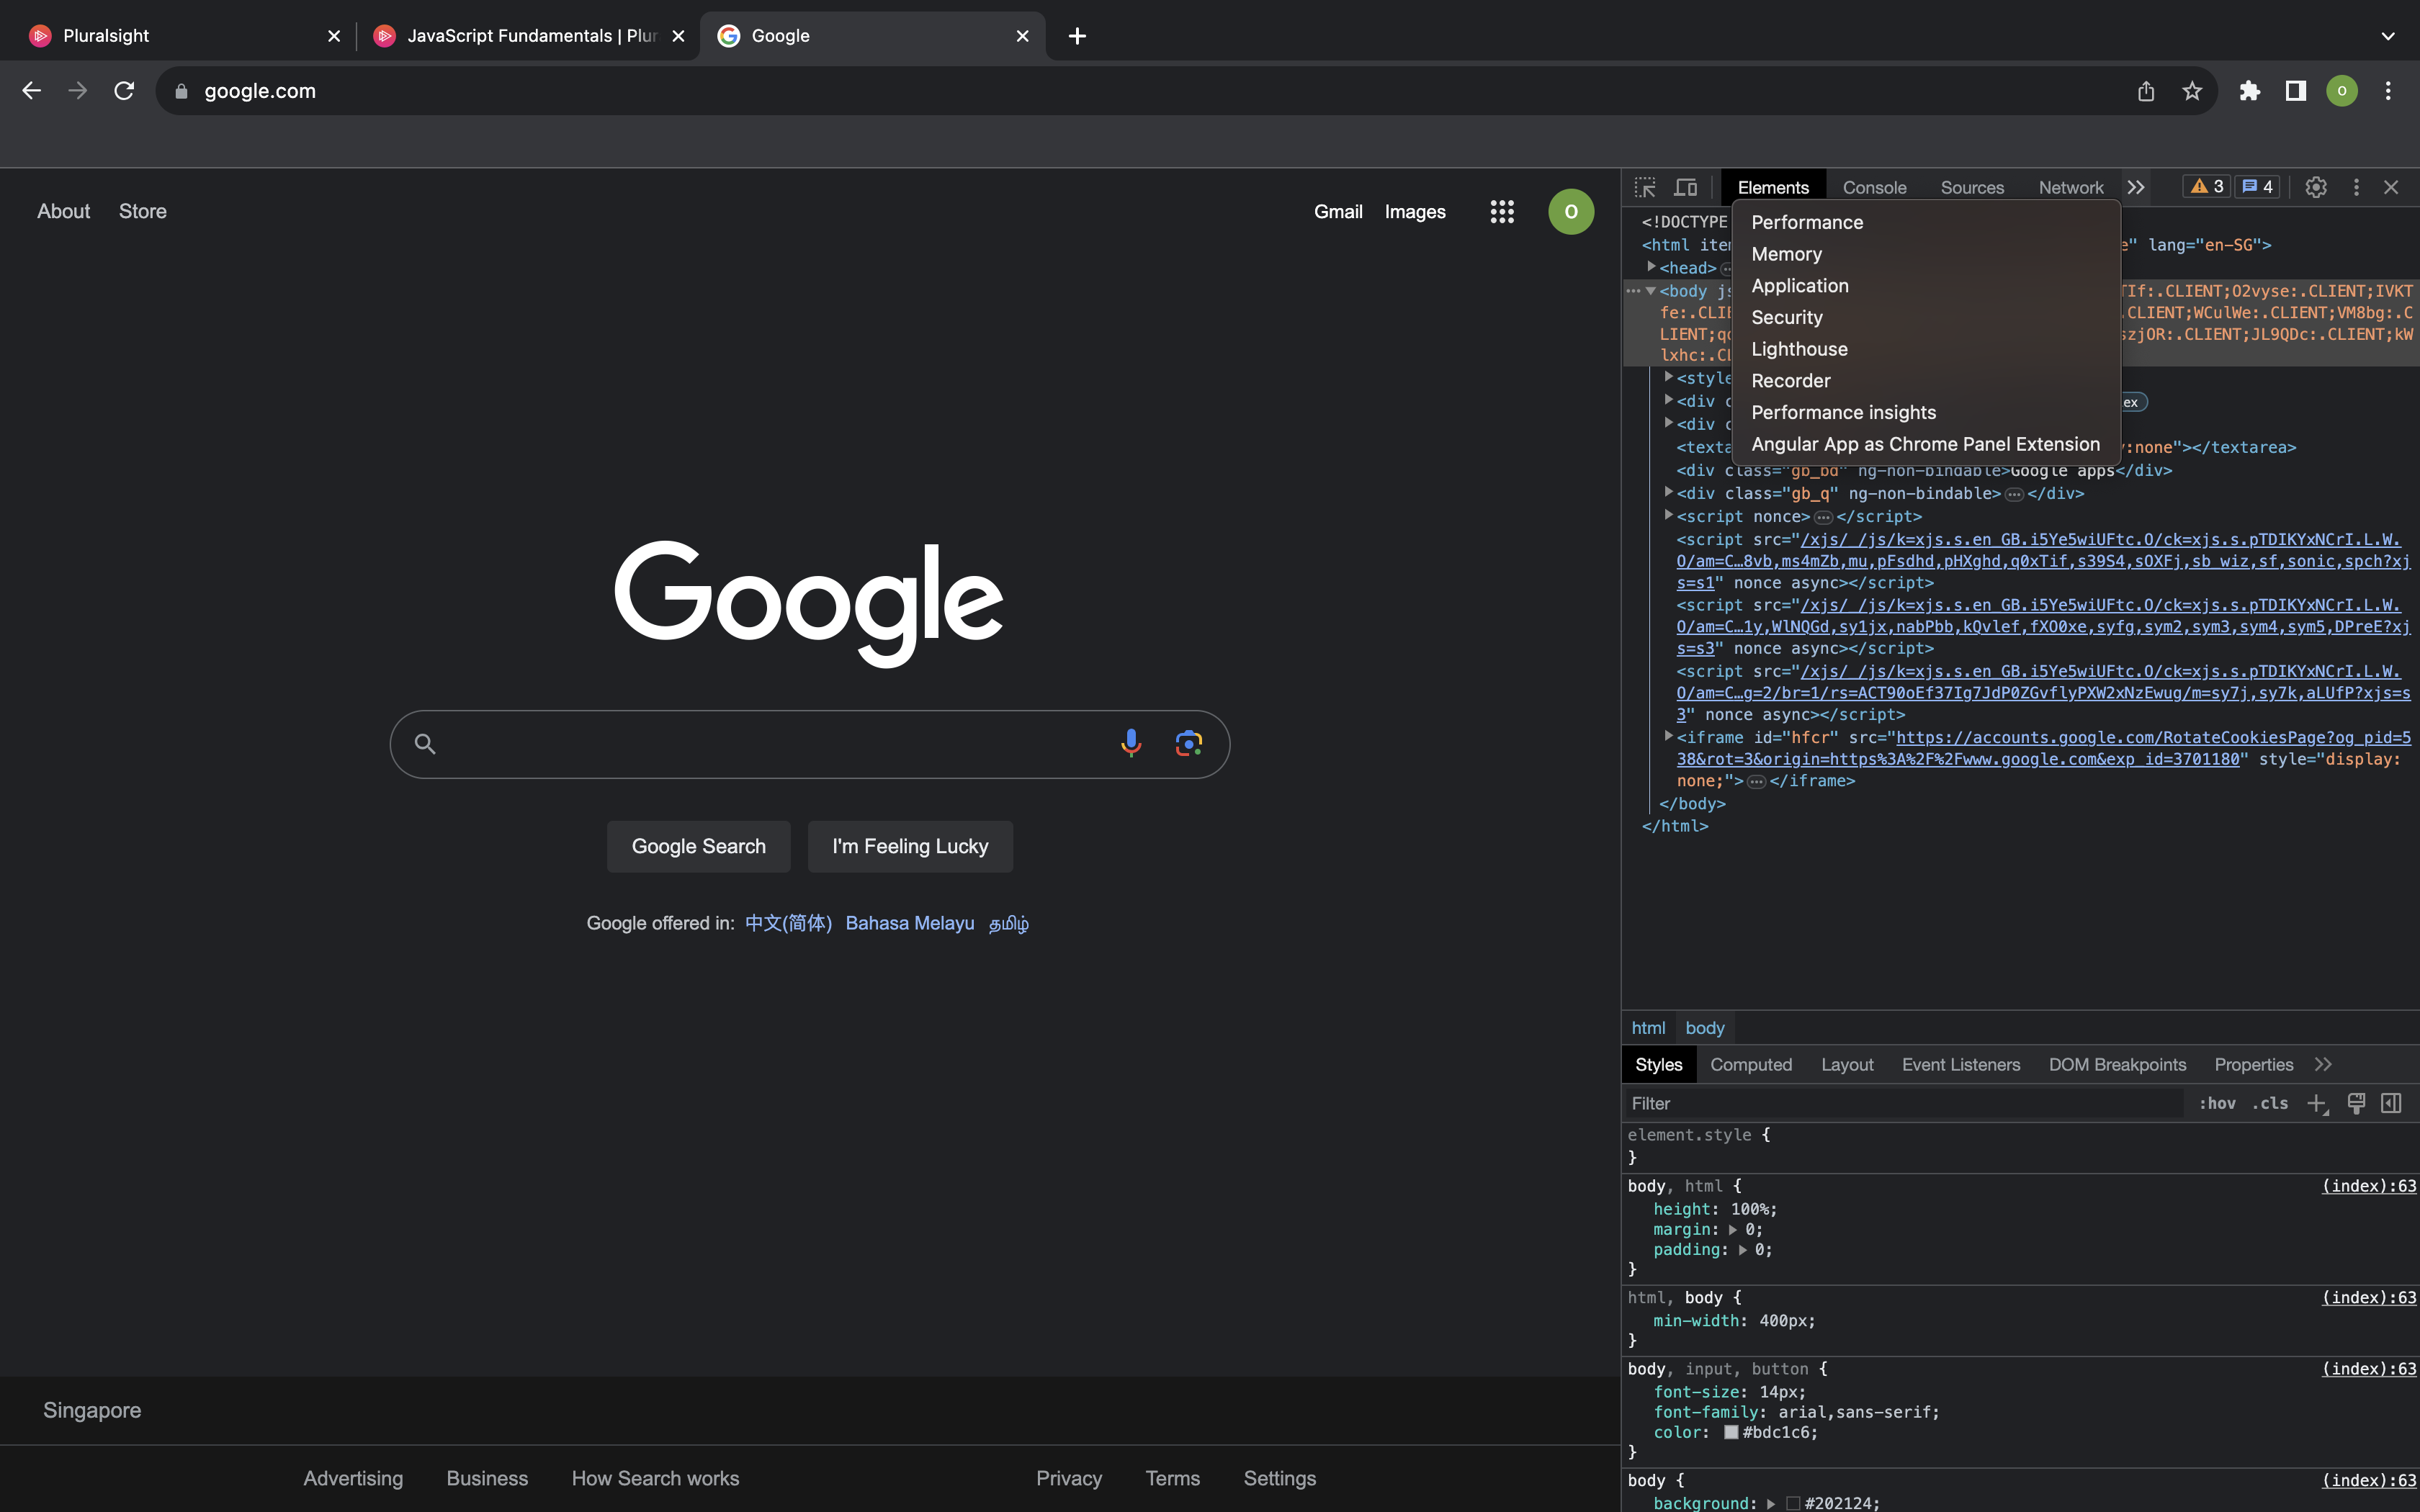 Pluralsight
JavaScript Fundamentals | Plur
Google
google.com
O
About
Store
Gmail
Images
O
Google
Google Search
I'm Feeling Lucky
Google offered in: 中文(简体) Bahasa Melayu தமிழ்
Singapore
Advertising
Business
How Search works
Privacy
Terms
Settings
Elements
Console
Sources
Network
3
4
Performance
Memory
Application
Security
Lighthouse
Recorder
Performance insights
Angular App as Chrome Panel Extension
<!DOCTYPE
<html iter e" lang="en-SG">
<head>
<body js TIf:.CLIENT;O2vyse:.CLIENT;IVKT
fe:.CLIE .CLIENT;WCulWe:.CLIENT;VM8bg:.C
LIENT;qc szjOR:.CLIENT;JL9QDc:.CLIENT;kW
lxhc:.CL
<style
<div c ex
<div c
<texta :none"></textarea>
<div class="gb_bd" ng-non-bindable>Google apps</div>
<div class="gb_q" ng-non-bindable>…</div>
<script nonce>…</script>
<script src="/xjs/_/js/k=xjs.s.en_GB.i5Ye5wiUFtc.O/ck=xjs.s.pTDIKYxNCrI.L.W.
O/am=C…8vb,ms4mZb,mu,pFsdhd,pHXghd,q0xTif,s39S4,sOXFj,sb_wiz,sf,sonic,spch?xj
s=s1" nonce async></script>
<script src="/xjs/_/js/k=xjs.s.en_GB.i5Ye5wiUFtc.O/ck=xjs.s.pTDIKYxNCrI.L.W.
O/am=C…1y,WlNQGd,sy1jx,nabPbb,kQvlef,fXO0xe,syfg,sym2,sym3,sym4,sym5,DPreE?xj
s=s3" nonce async></script>
<script src="/xjs/_/js/k=xjs.s.en_GB.i5Ye5wiUFtc.O/ck=xjs.s.pTDIKYxNCrI.L.W.
O/am=C…g=2/br=1/rs=ACT90oEf37Ig7JdP0ZGvflyPXW2xNzEwug/m=sy7j,sy7k,aLUfP?xjs=s
3" nonce async></script>
<iframe id="hfcr" src="https://accounts.google.com/RotateCookiesPage?og_pid=5
38&rot=3&origin=https%3A%2F%2Fwww.google.com&exp_id=3701180" style="display:
none;">…</iframe>
</body>
</html>
html
body
Styles
Computed
Layout
Event Listeners
DOM Breakpoints
Properties
Filter
:hov
.cls
element.style {
}
body, html { (index):63
height: 100%;
margin: 0;
padding: 0;
}
html, body { (index):63
min-width: 400px;
}
body, input, button { (index):63
font-size: 14px;
font-family: arial,sans-serif;
color: #bdc1c6;
}
body { (index):63
background: #202124;